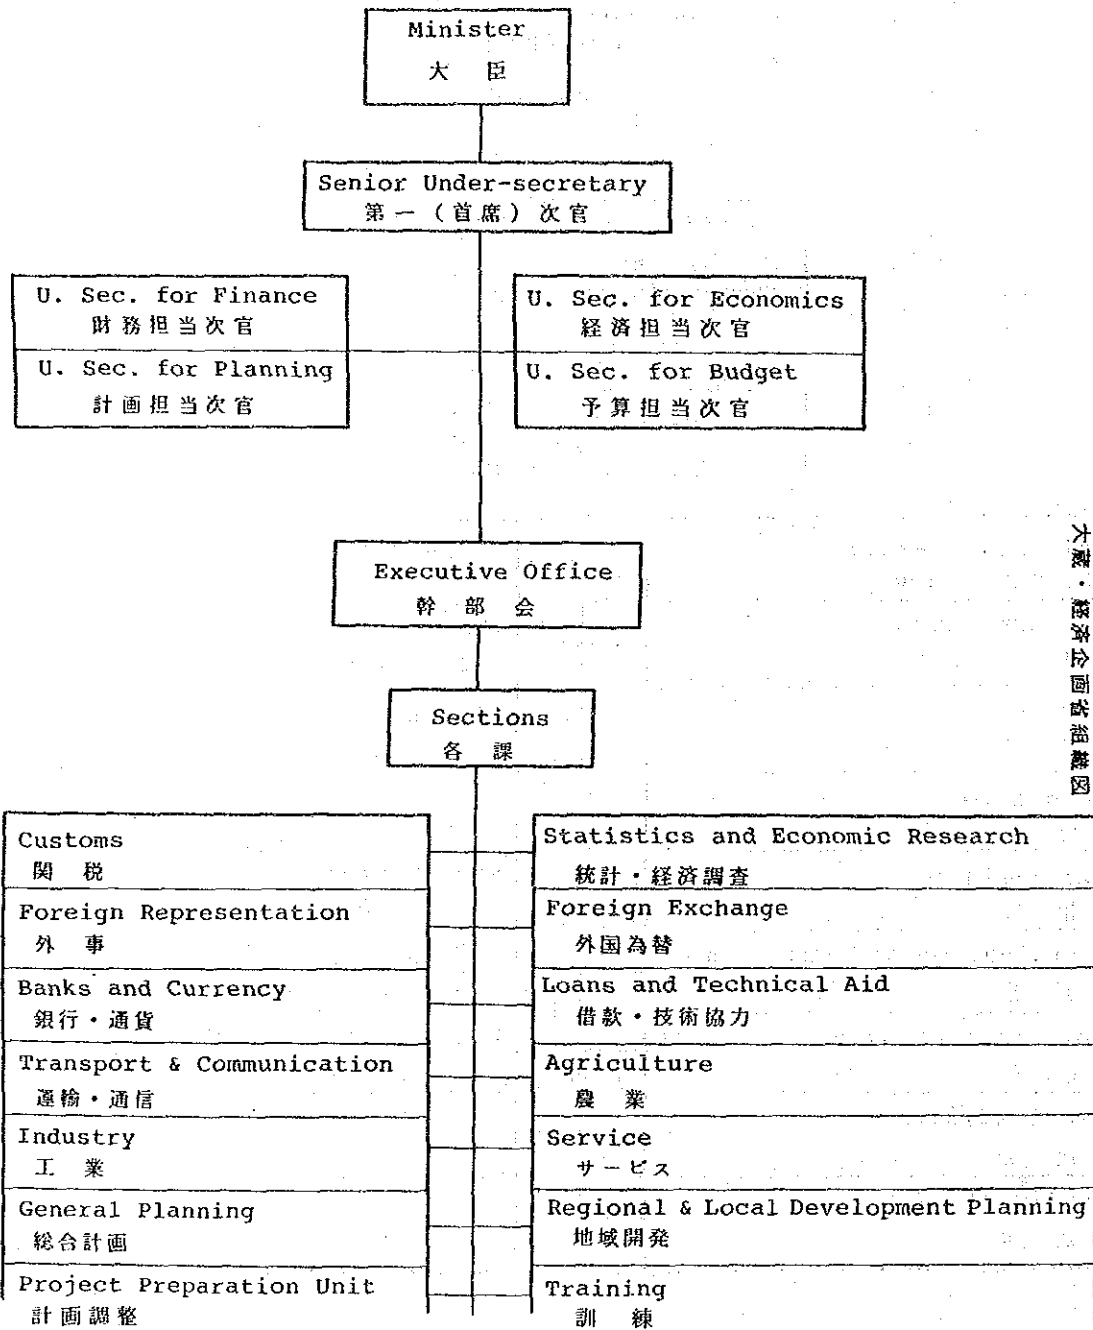 Minister
大臣
Senior Under-secretary
第一(首席)次官
U. Sec. for Finance
財務担当次官
U. Sec. for Planning
計画担当次官
U. Sec. for Economics
経済担当次官
U. Sec. for Budget
予算担当次官
Executive Office
幹部会
Sections
各課
大蔵・経済企画省組織図
Customs
関税
Foreign Representation
外事
Banks and Currency
銀行・通貨
Transport & Communication
運輸・通信
Industry
工業
General Planning
総合計画
Project Preparation Unit
計画調整
Statistics and Economic Research
統計・経済調査
Foreign Exchange
外国為替
Loans and Technical Aid
借款・技術協力
Agriculture
農業
Service
サービス
Regional & Local Development Planning
地域開発
Training
訓練